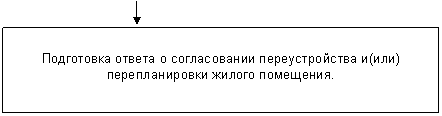 Подготовка ответа о согласовании переустройства и(или)
перепланировки жилого помещения.